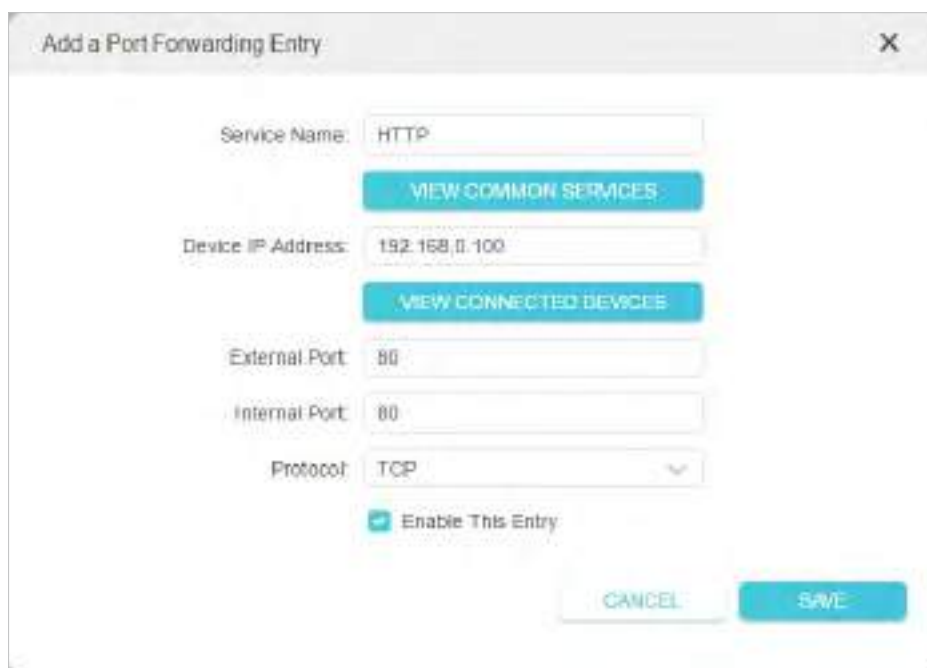 Add a Port Forwarding Entry
Service Name: HTTP
VIEW COMMON SERVICES
Device IP Address: 192.168.0.100
VIEW CONNECTED DEVICES
External Port: 80
Internal Port: 80
Protocol: TCP
Enable This Entry
CANCEL SAVE